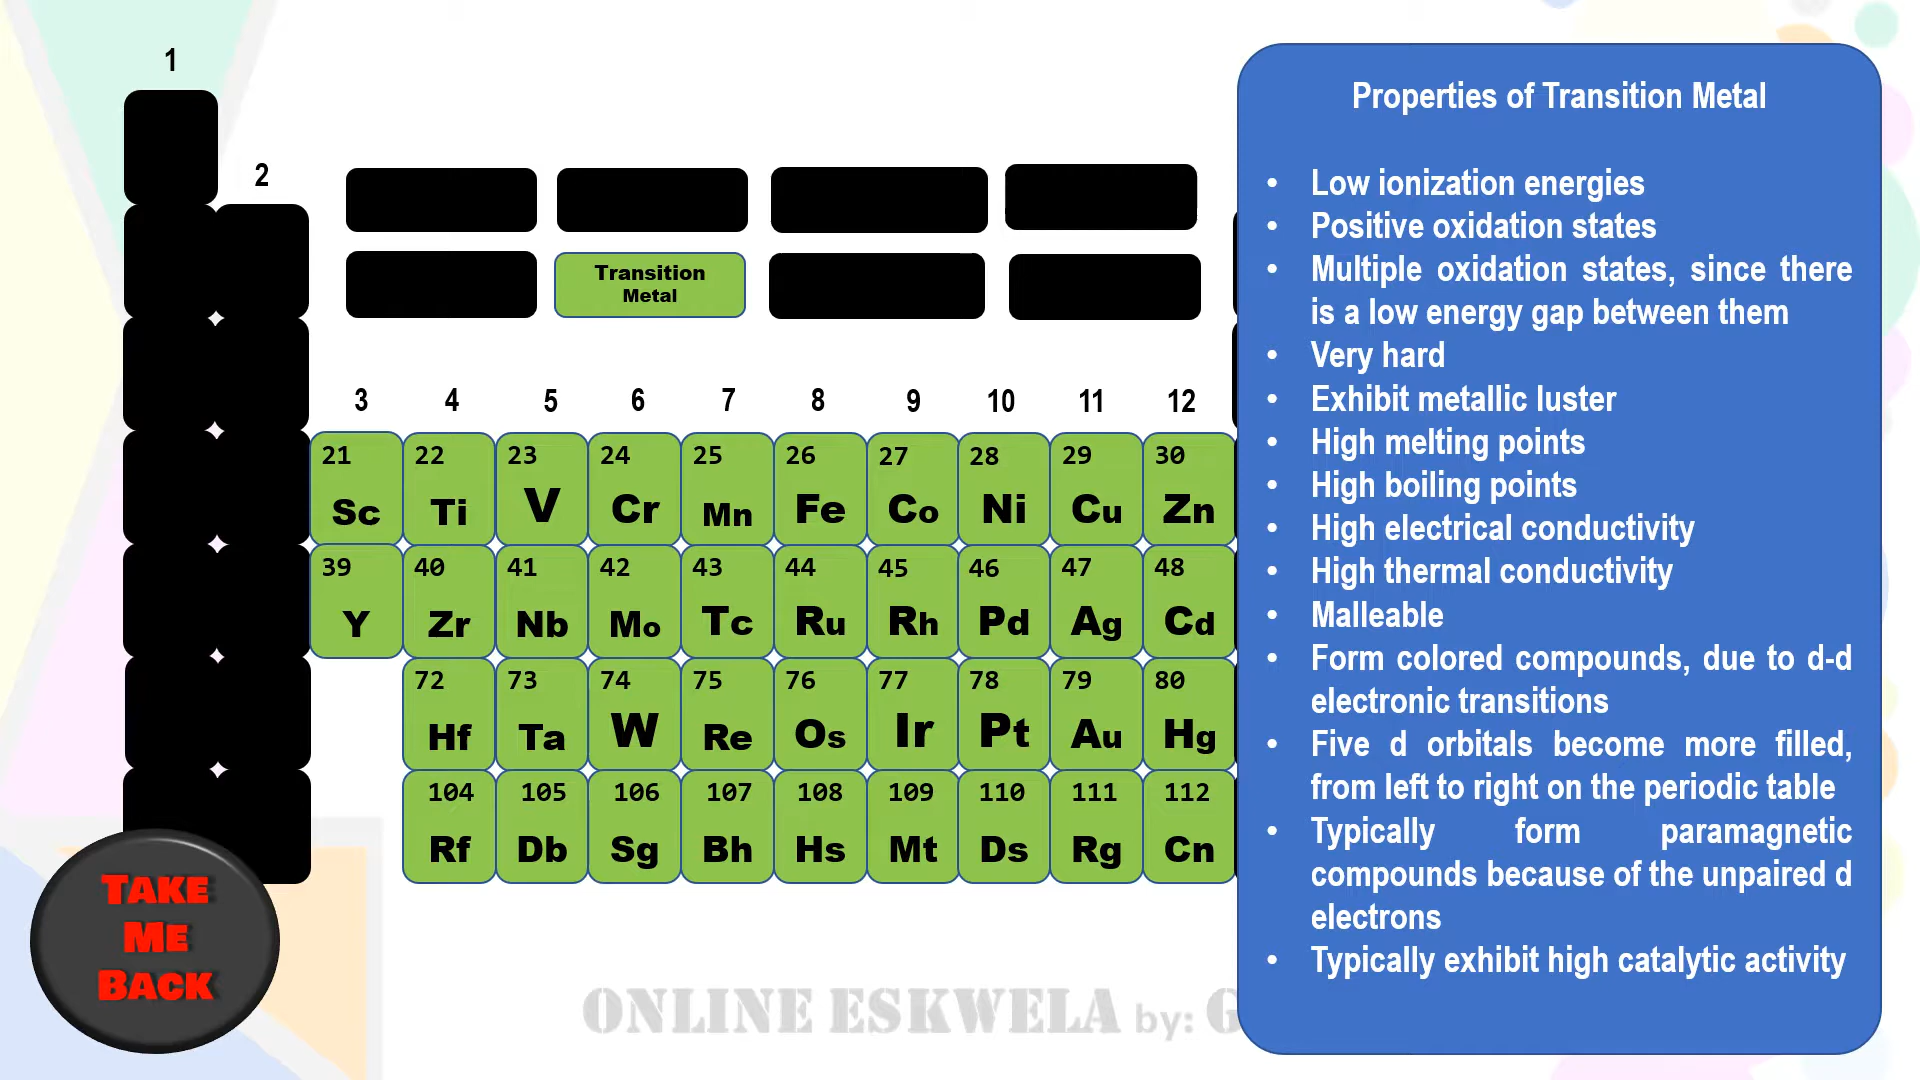 1
2
Transition
Metal
3 4 5 6 7 8 9 10 11 12
21 22 23 24 25 26 27 28 29 30
Sc Ti V Cr Mn Fe Co Ni Cu Zn
39 40 41 42 43 44 45 46 47 48
Y Zr Nb Mo Tc Ru Rh Pd Ag Cd
72 73 74 75 76 77 78 79 80
Hf Ta W Re Os Ir Pt Au Hg
104 105 106 107 108 109 110 111 112
Rf Db Sg Bh Hs Mt Ds Rg Cn
TAKE
ME
BACK
ONLINE ESKWELA by: G
Properties of Transition Metal
• Low ionization energies
• Positive oxidation states
• Multiple oxidation states, since there
is a low energy gap between them
• Very hard
• Exhibit metallic luster
• High melting points
• High boiling points
• High electrical conductivity
• High thermal conductivity
• Malleable
• Form colored compounds, due to d-d
electronic transitions
• Five d orbitals become more filled,
from left to right on the periodic table
• Typically form paramagnetic
compounds because of the unpaired d
electrons
• Typically exhibit high catalytic activity